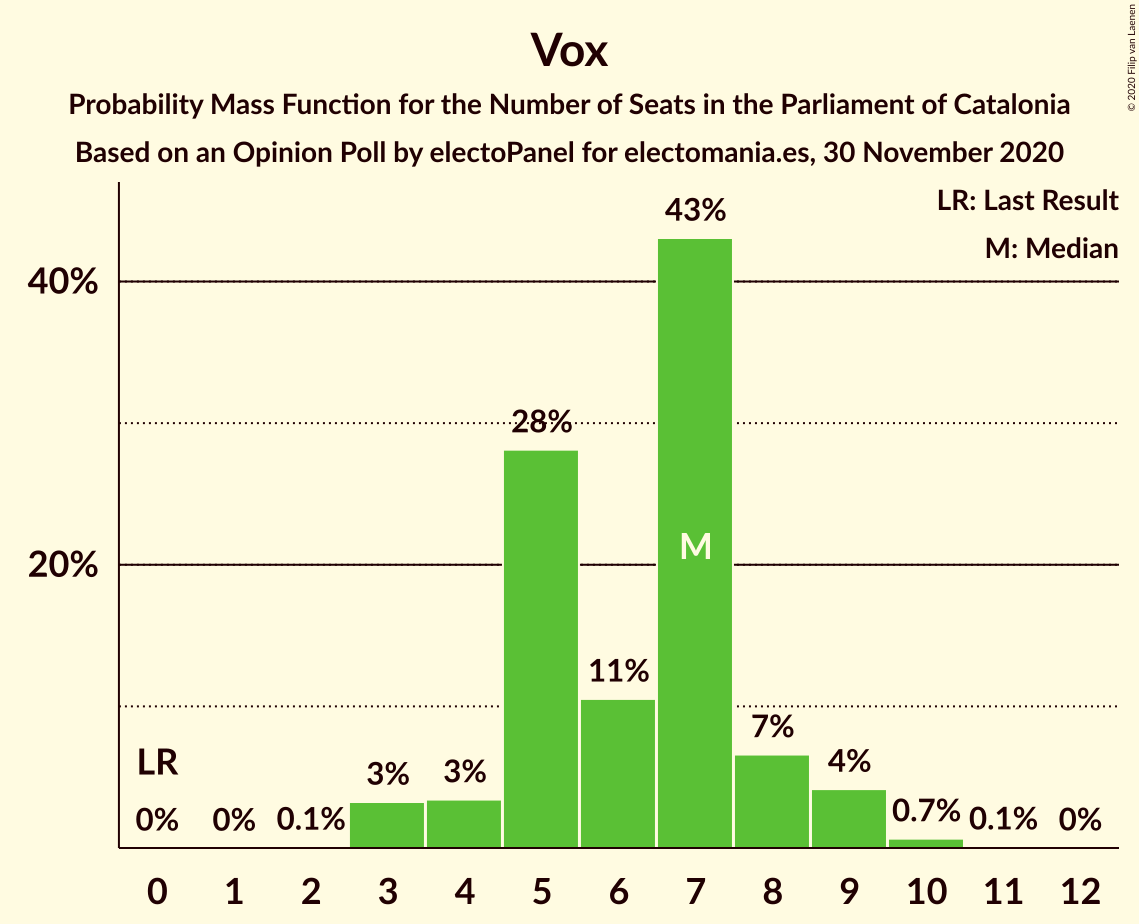 Vox
Probability Mass Function for the Number of Seats in the Parliament of Catalonia
Based on an Opinion Poll by electoPanel for electomania.es, 30 November 2020
© 2020 Filip van Laenen
LR: Last Result
M: Median
43%
40%
28%
M
20%
11%
7%
LR
3%
3%
4%
0%
0%
0.1%
0.7%
0.1%
0%
0 1 2 3 4 5 6 7 8 9 10 11 12